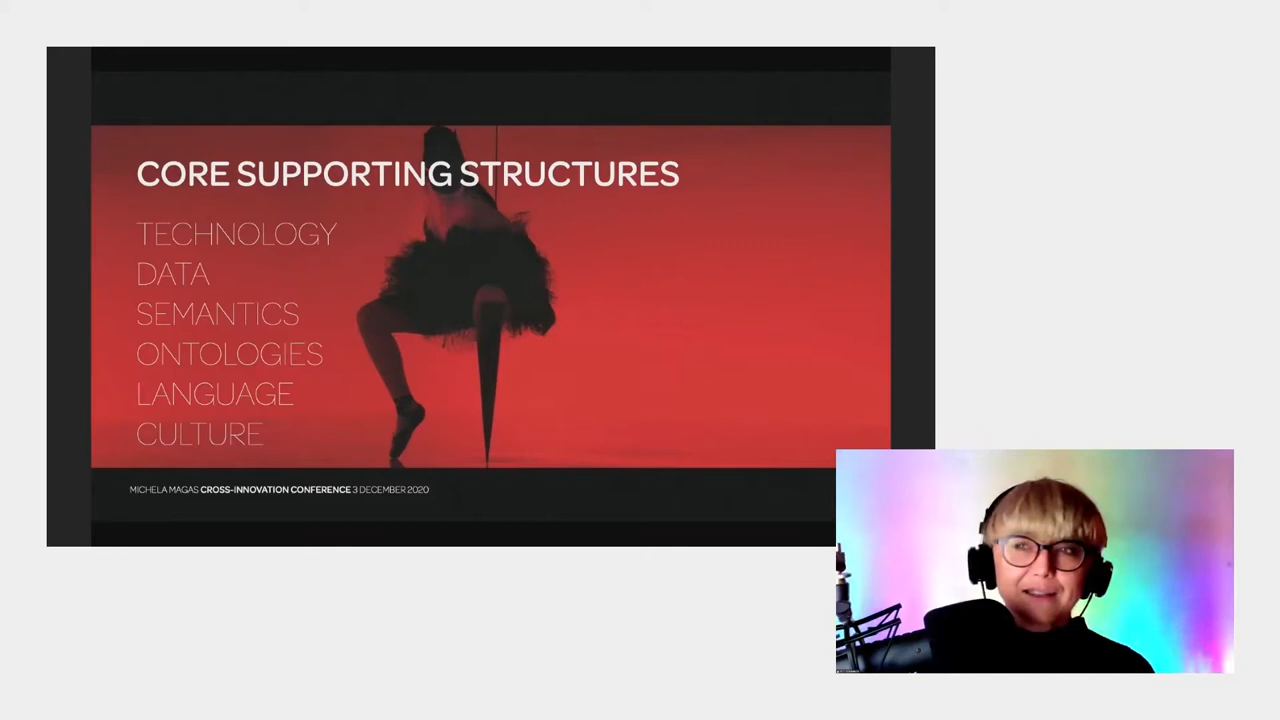 CORE SUPPORTING STRUCTURES
TECHNOLOGY
DATA
SEMANTICS
ONTOLOGIES
LANGUAGE
CULTURE
MICHELA MAGAS CROSS-INNOVATION CONFERENCE 3 DECEMBER 2020